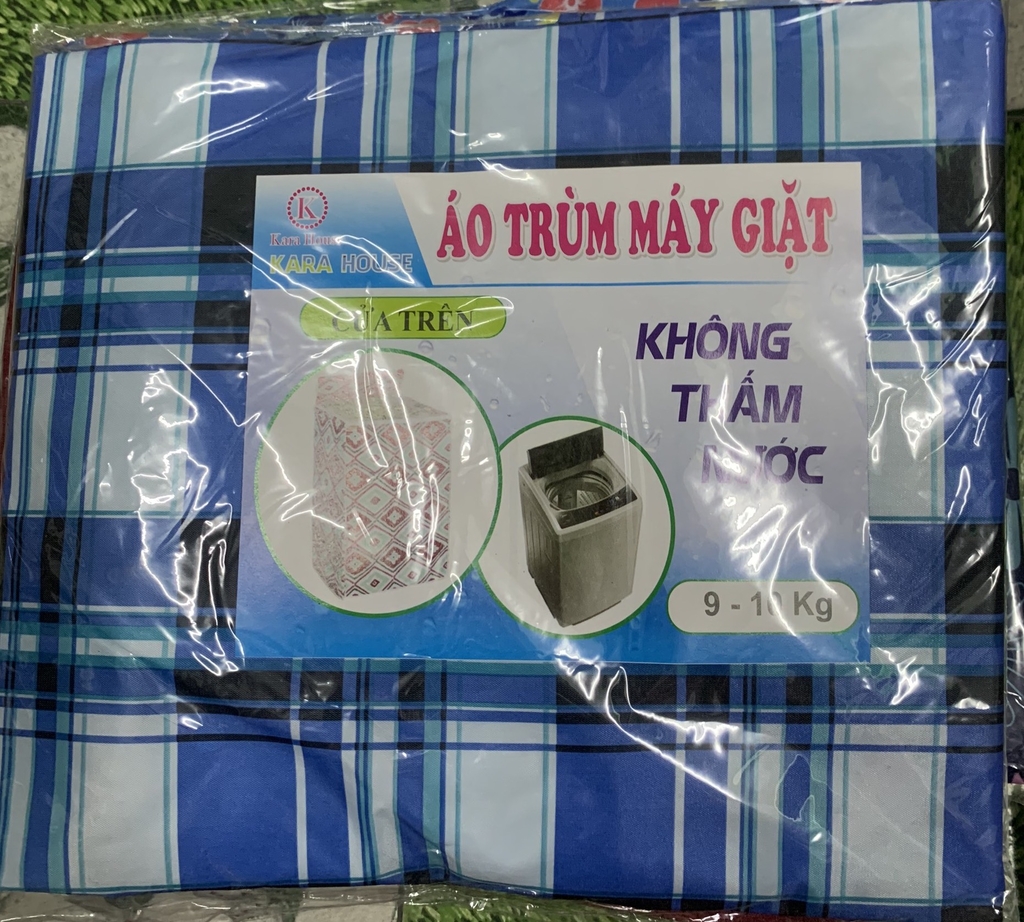 K
Kara House
KARA HOUSE
ÁO TRÙM MÁY GIẶT
CỬA TRÊN
KHÔNG
THẤM
NƯỚC
9 - 10 Kg